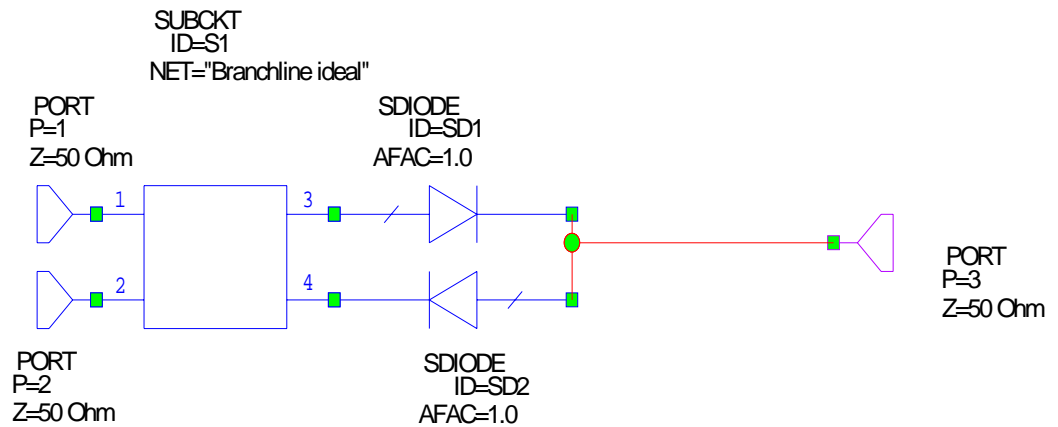 SUBCKT
ID=S1
NET="Branchline ideal"
PORT
P=1
Z=50 Ohm
SDIODE
ID=SD1
AFAC=1.0
1
3
2
4
PORT
P=3
Z=50 Ohm
PORT
P=2
Z=50 Ohm
SDIODE
ID=SD2
AFAC=1.0